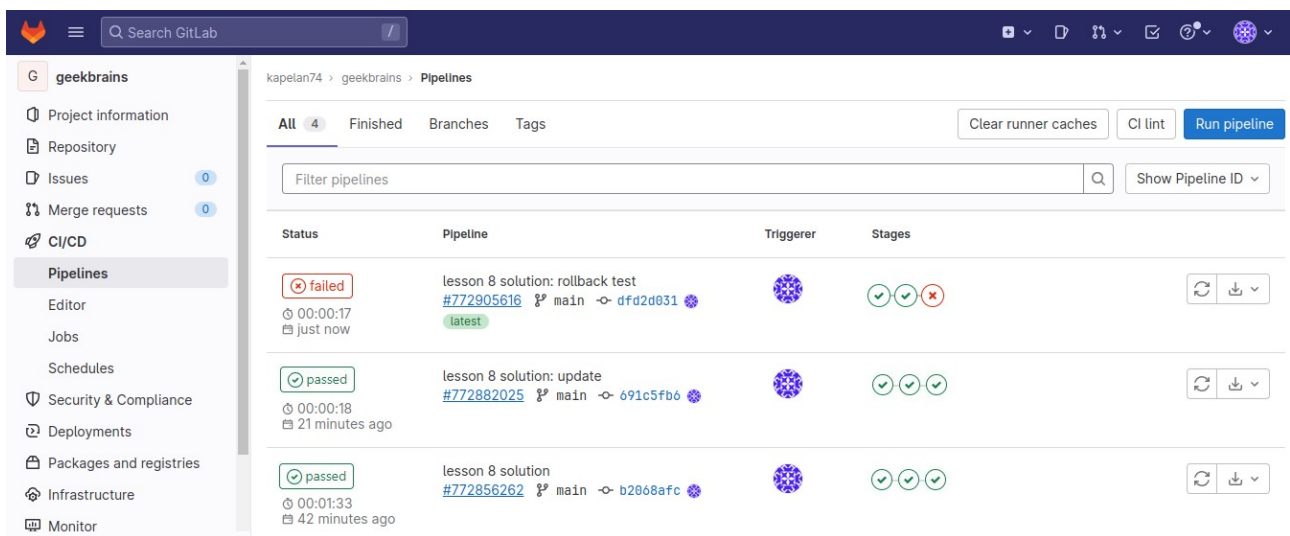 Search GitLab /
G geekbrains
Project information
Repository
Issues 0
Merge requests 0
CI/CD
Pipelines
Editor
Jobs
Schedules
Security & Compliance
Deployments
Packages and registries
Infrastructure
Monitor
kapelan74 › geekbrains › Pipelines
All 4 Finished Branches Tags Clear runner caches CI lint Run pipeline
Filter pipelines Show Pipeline ID
Status Pipeline Triggerer Stages
failed
00:00:17
just now
lesson 8 solution: rollback test
#772905616 main dfd2d031
latest
passed
00:00:18
21 minutes ago
lesson 8 solution: update
#772882025 main 691c5fb6
passed
00:01:33
42 minutes ago
lesson 8 solution
#772856262 main b2068afc